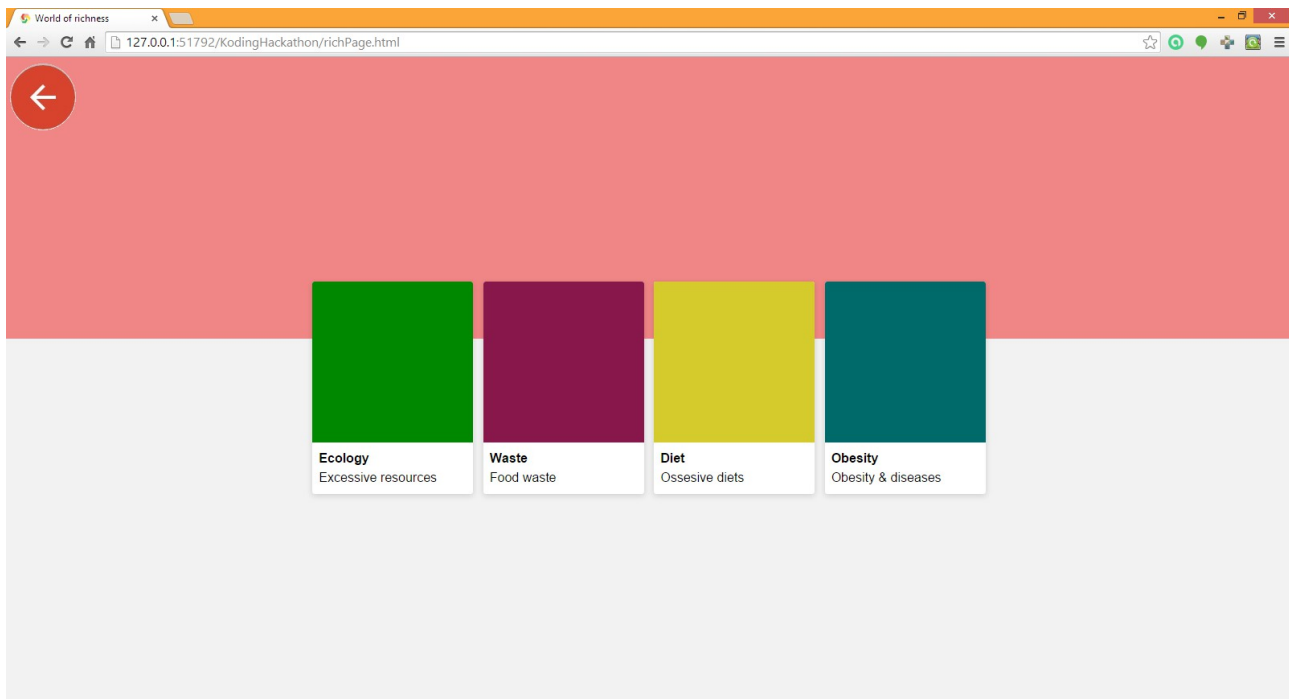 World of richness
127.0.0.1:51792/KodingHackathon/richPage.html
Ecology
Excessive resources
Waste
Food waste
Diet
Ossesive diets
Obesity
Obesity & diseases